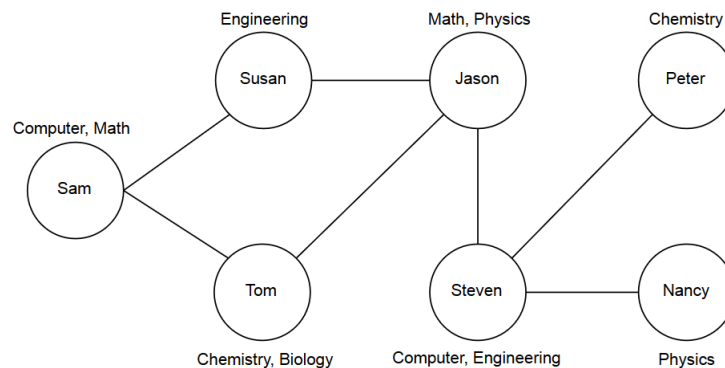 Engineering
Math, Physics
Chemistry
Susan
Jason
Peter
Computer, Math
Sam
Tom
Steven
Nancy
Chemistry, Biology
Computer, Engineering
Physics